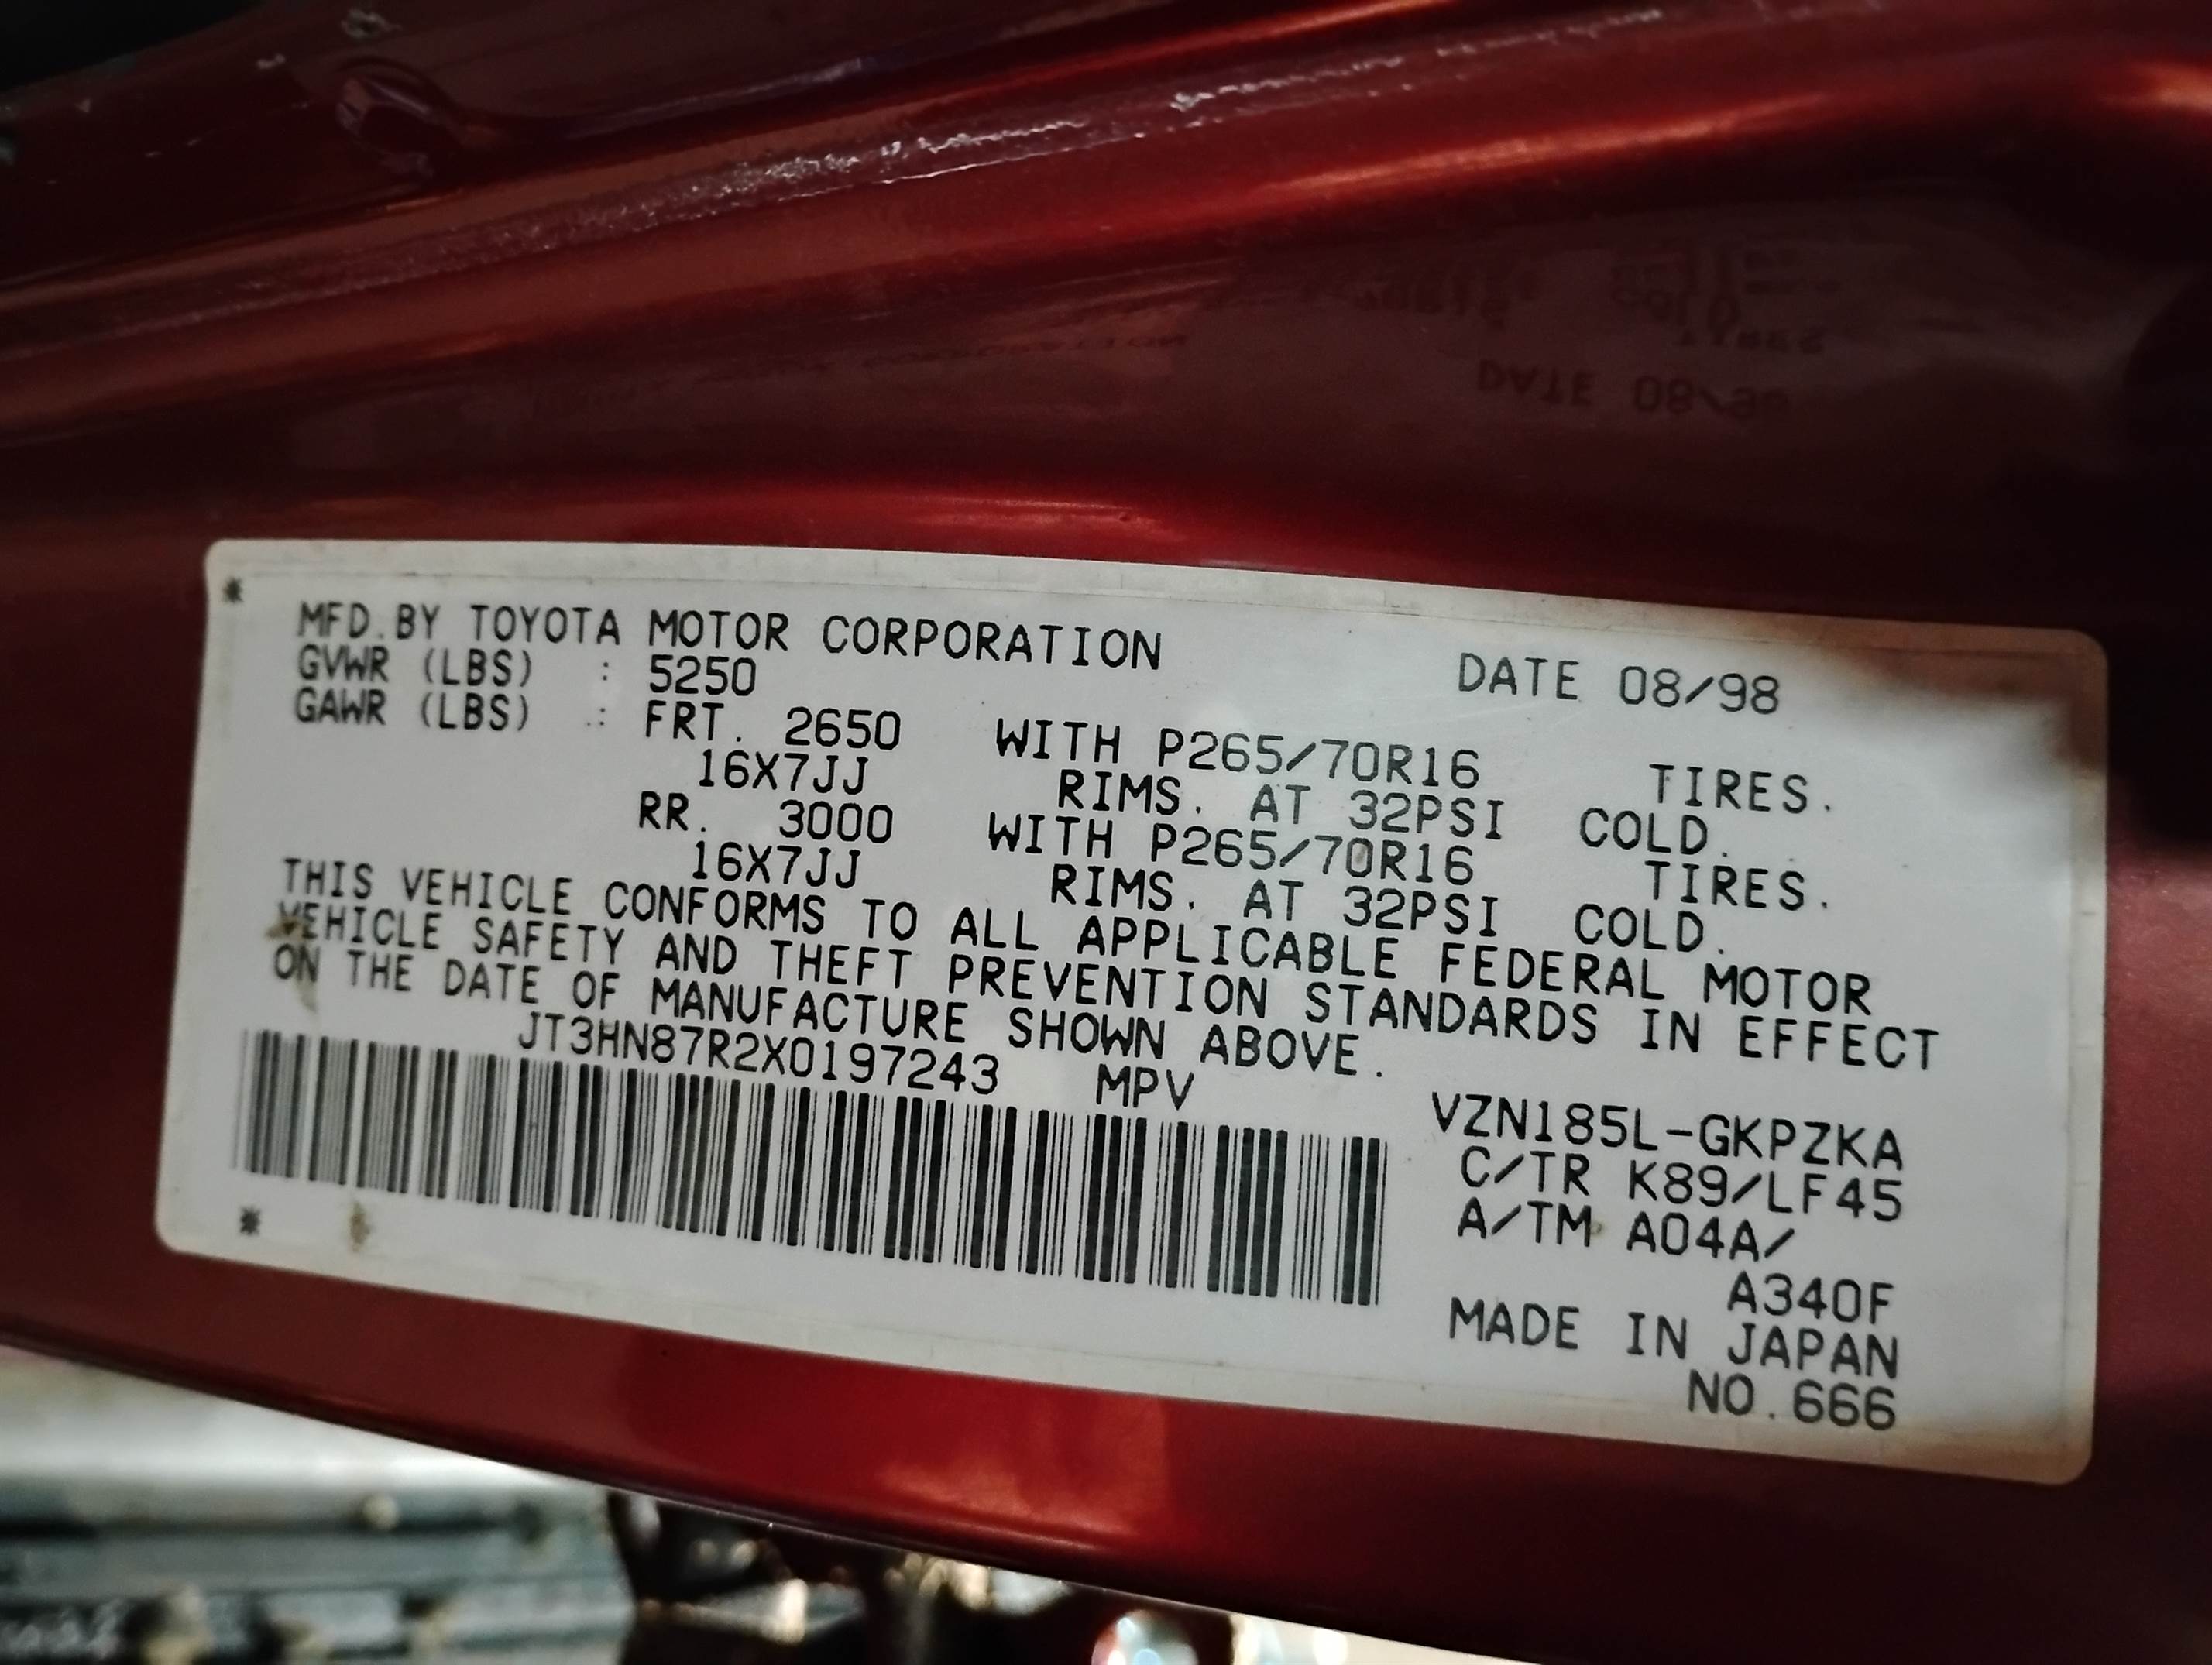 *
MFD.BY TOYOTA MOTOR CORPORATION DATE 08/98
GVWR (LBS) : 5250
GAWR (LBS) : FRT. 2650 WITH P265/70R16 TIRES.
16X7JJ RIMS. AT 32PSI COLD.
RR. 3000 WITH P265/70R16 TIRES.
16X7JJ RIMS. AT 32PSI COLD.
THIS VEHICLE CONFORMS TO ALL APPLICABLE FEDERAL MOTOR
VEHICLE SAFETY AND THEFT PREVENTION STANDARDS IN EFFECT
ON THE DATE OF MANUFACTURE SHOWN ABOVE.
JT3HN87R2X0197243 MPV VZN185L-GKPZKA
C/TR K89/LF45
A/TM A04A/
A340F
*
MADE IN JAPAN
NO.666